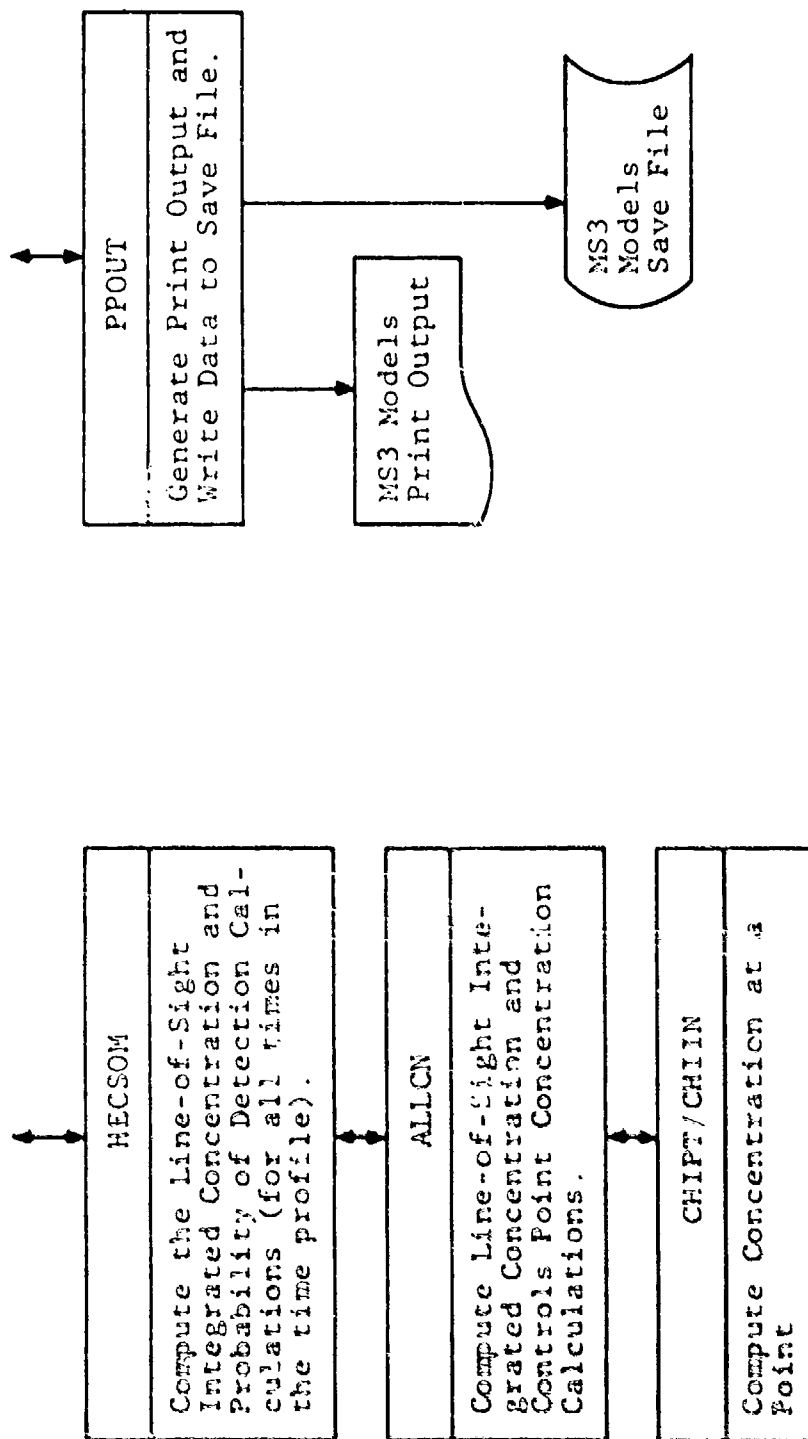 HECSOM
Compute the Line-of-Sight
Integrated Concentration and
Probability of Detection Cal-
culations (for all times in
the time profile).
ALLCN
Compute Line-of-Sight Inte-
grated Concentration and
Controls Point Concentration
Calculations.
CHIPT/CHIIN
Compute Concentration at a
Point
PPOUT
Generate Print Output and
Write Data to Save File.
MS3 Models
Print Output
MS3
Models
Save File